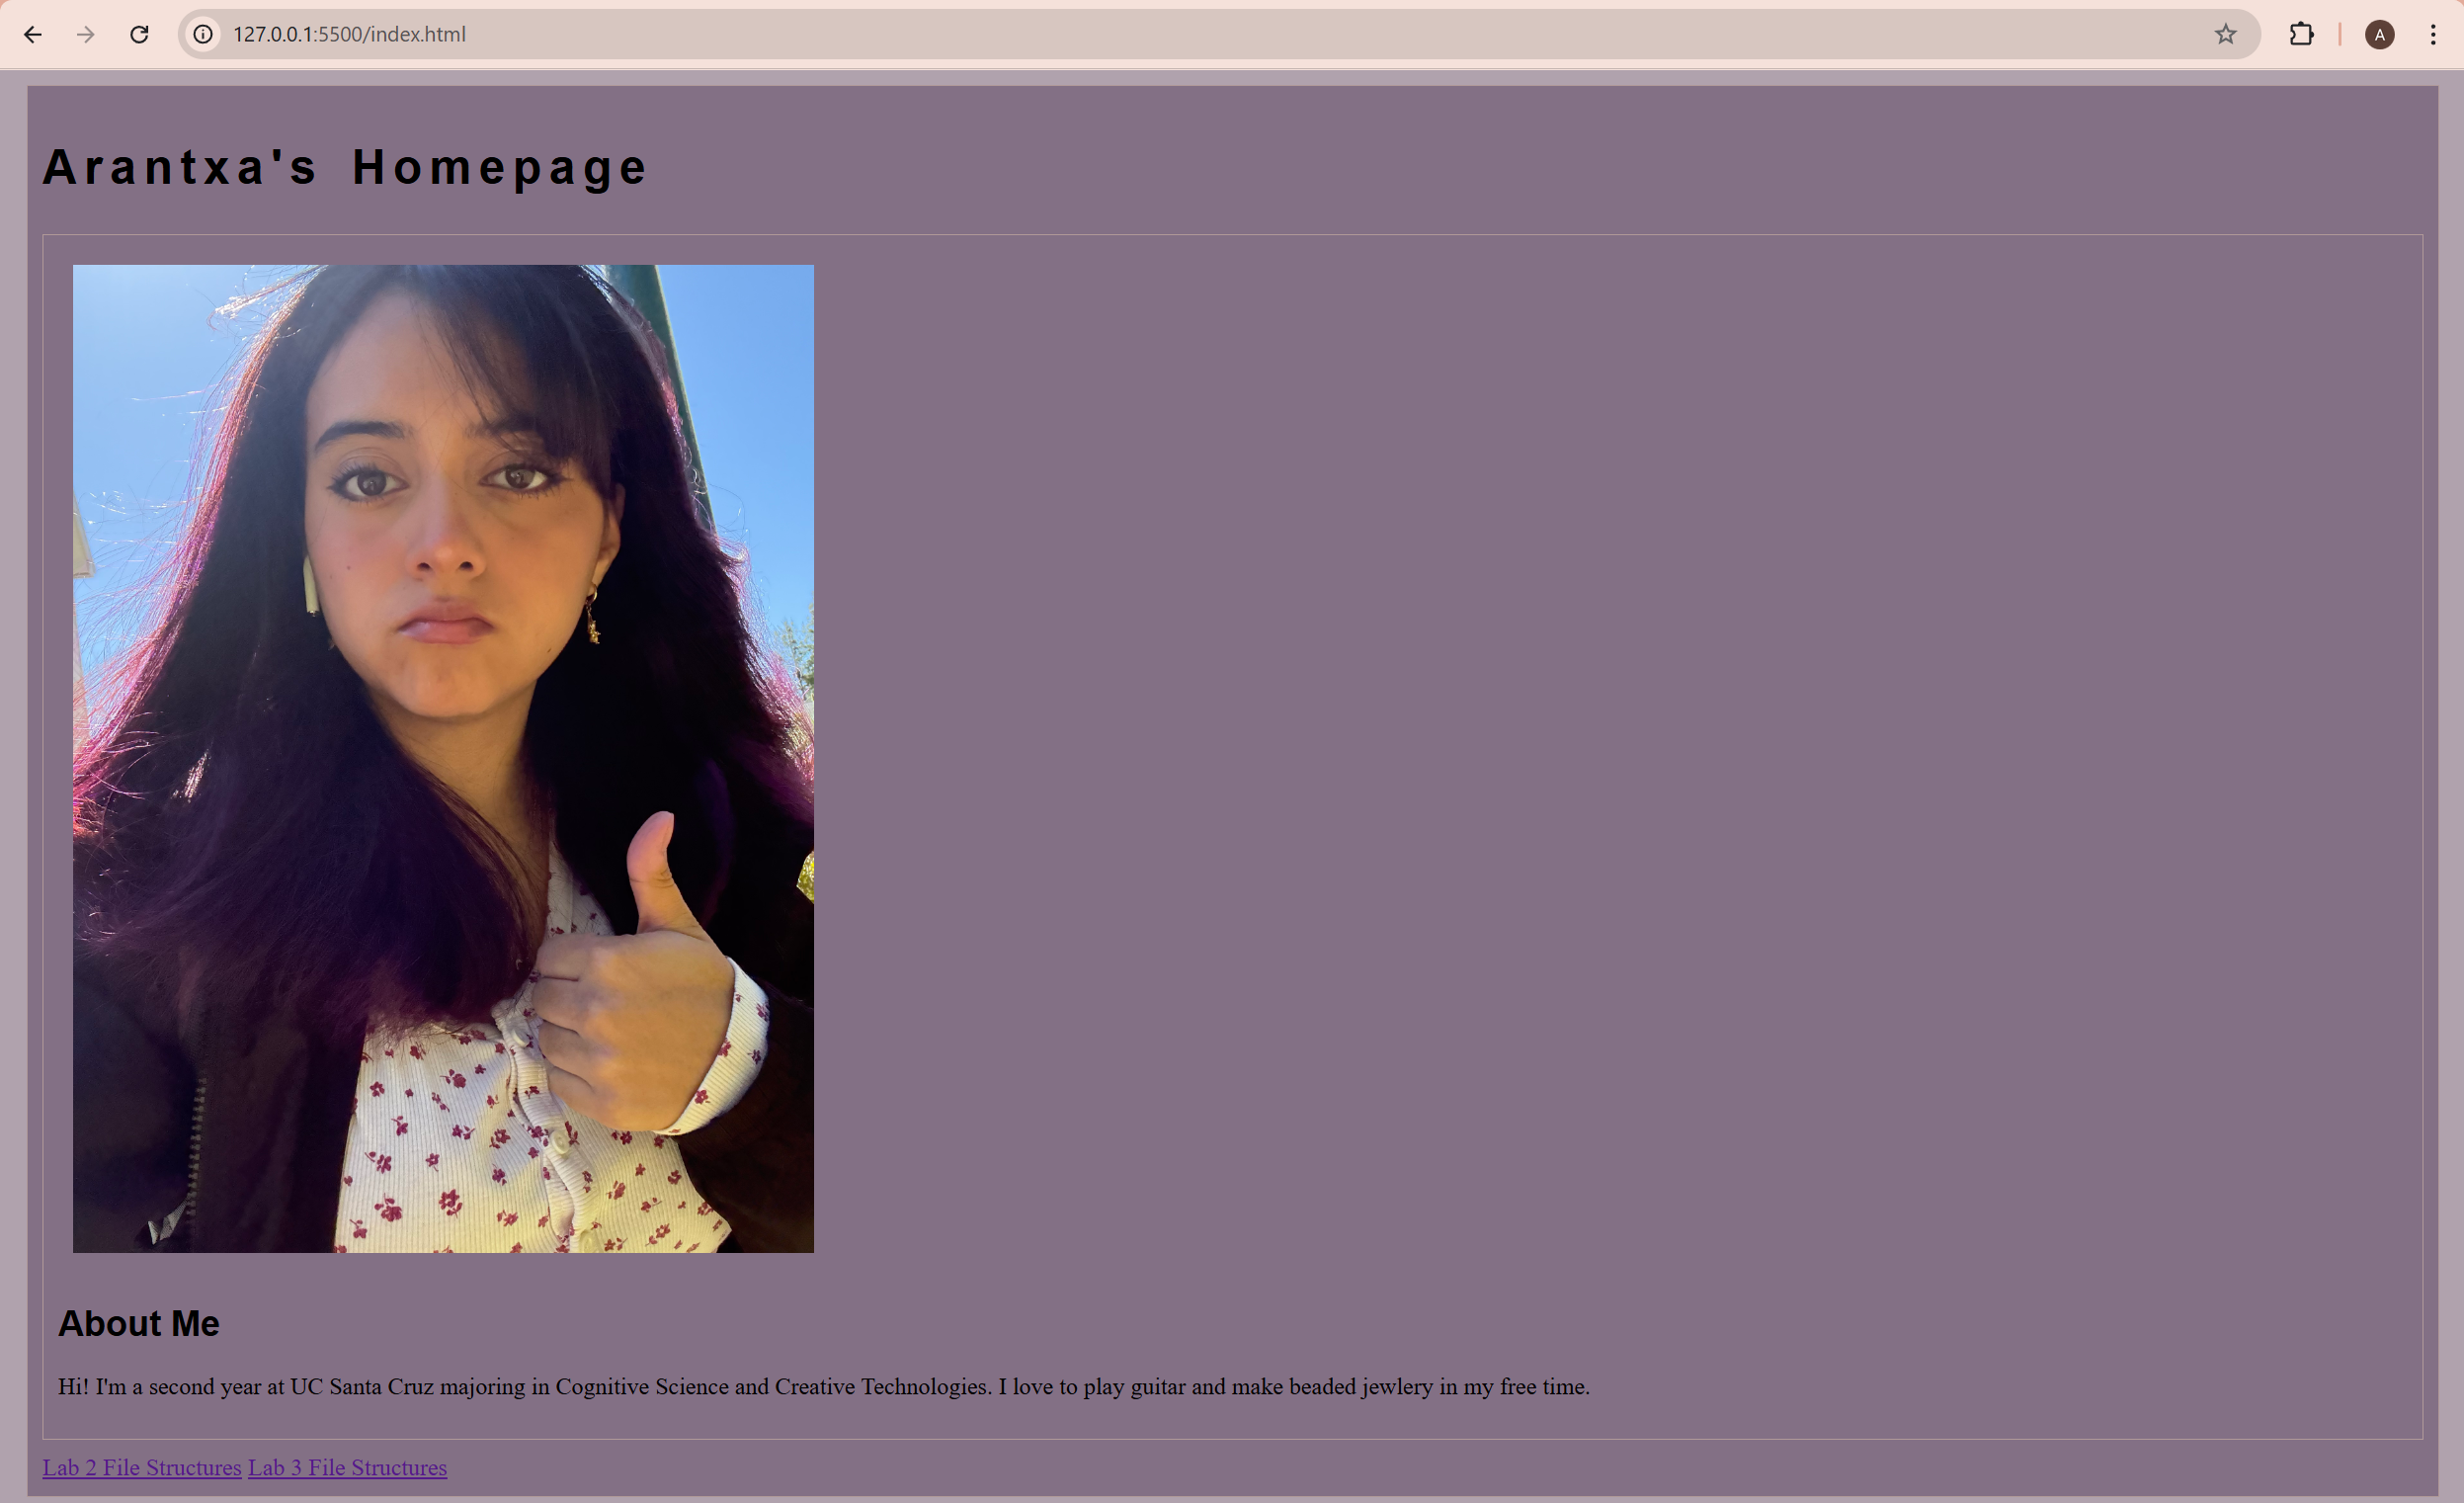 127.0.0.1:5500/index.html
A
Arantxa's Homepage
About Me
Hi! I'm a second year at UC Santa Cruz majoring in Cognitive Science and Creative Technologies. I love to play guitar and make beaded jewlery in my free time.
Lab 2 File Structures Lab 3 File Structures